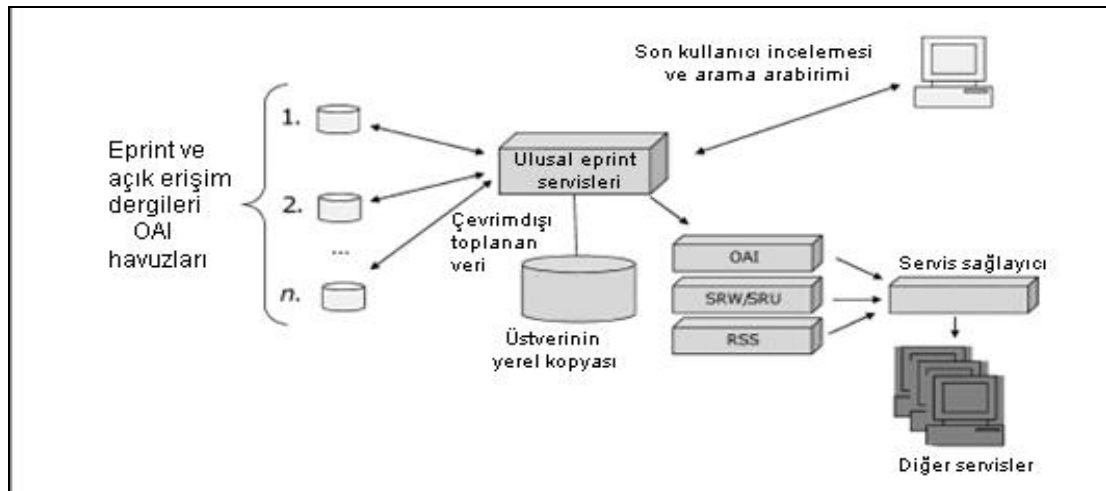 Son kullanıcı incelemesi
ve arama arabirimi
1.
Eprint ve
açık erişim
dergileri
OAI
havuzları
2.
...
n.
Ulusal eprint
servisleri
Çevrimdışı
toplanan
veri
Üstverinin
yerel kopyası
OAI
SRW/SRU
RSS
Servis sağlayıcı
Diğer servisler